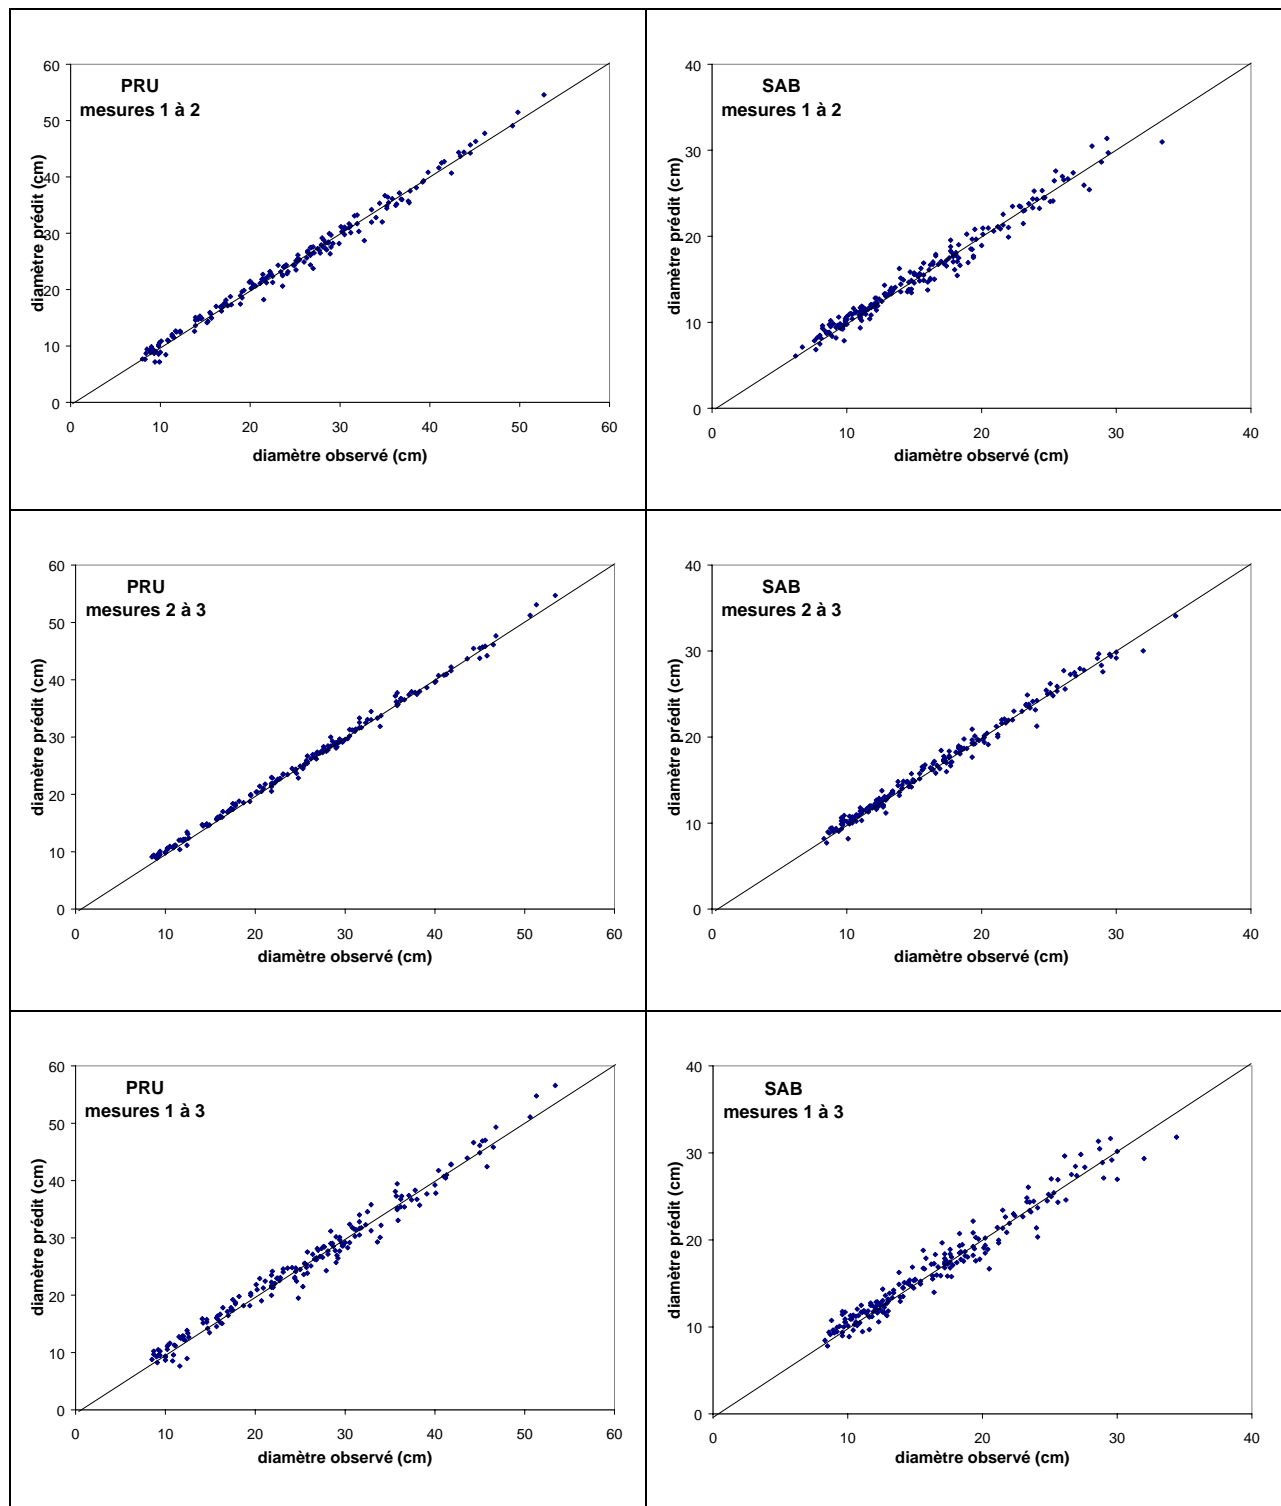 PRU
mesures 1 à 2
diamètre prédit (cm)
60
50
40
30
20
10
0
0 10 20 30 40 50 60
diamètre observé (cm)
SAB
mesures 1 à 2
diamètre prédit (cm)
40
30
20
10
0
0 10 20 30 40
diamètre observé (cm)
PRU
mesures 2 à 3
diamètre prédit (cm)
60
50
40
30
20
10
0
0 10 20 30 40 50 60
diamètre observé (cm)
SAB
mesures 2 à 3
diamètre prédit (cm)
40
30
20
10
0
0 10 20 30 40
diamètre observé (cm)
PRU
mesures 1 à 3
diamètre prédit (cm)
60
50
40
30
20
10
0
0 10 20 30 40 50 60
diamètre observé (cm)
SAB
mesures 1 à 3
diamètre prédit (cm)
40
30
20
10
0
0 10 20 30 40
diamètre observé (cm)